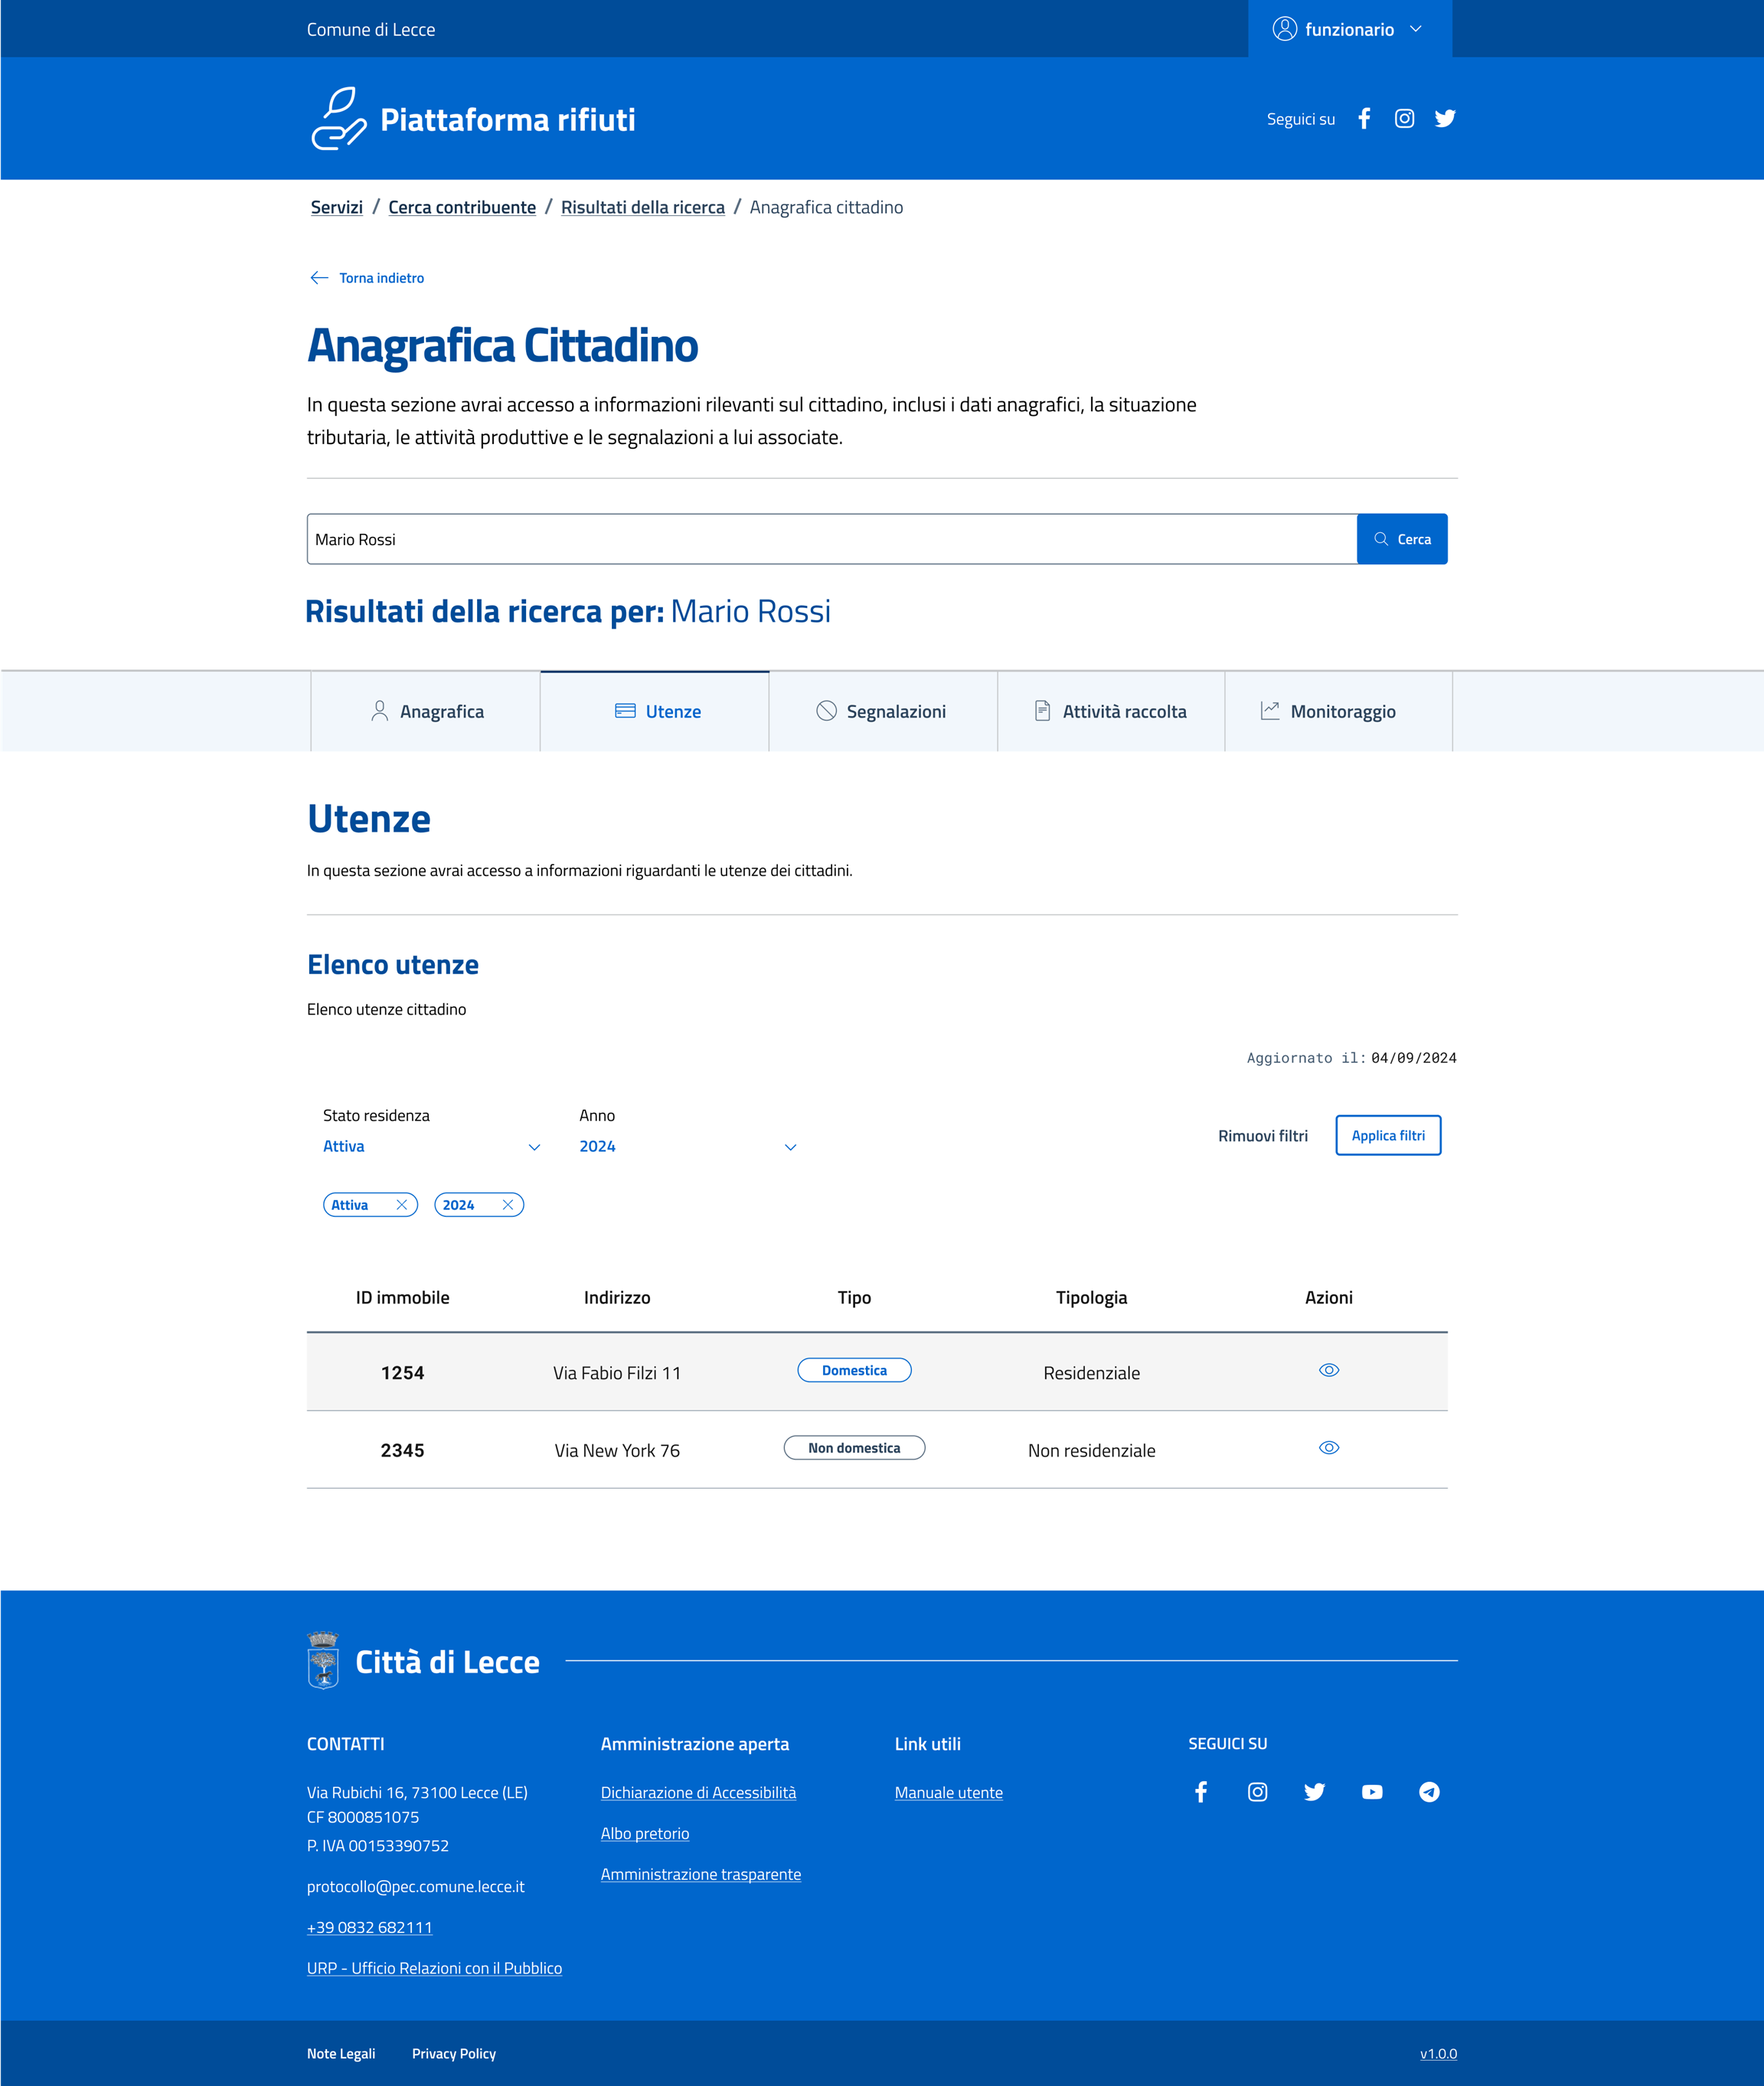 Comune di Lecce
funzionario
Piattaforma rifiuti
Seguici su
Servizi / Cerca contribuente / Risultati della ricerca / Anagrafica cittadino
Torna indietro
Anagrafica Cittadino
In questa sezione avrai accesso a informazioni rilevanti sul cittadino, inclusi i dati anagrafici, la situazione
tributaria, le attività produttive e le segnalazioni a lui associate.
Mario Rossi
Cerca
Risultati della ricerca per: Mario Rossi
Anagrafica
Utenze
Segnalazioni
Attività raccolta
Monitoraggio
Utenze
In questa sezione avrai accesso a informazioni riguardanti le utenze dei cittadini.
Elenco utenze
Elenco utenze cittadino
Aggiornato il: 04/09/2024
Stato residenza
Attiva
Anno
2024
Rimuovi filtri
Applica filtri
Attiva
2024
ID immobile Indirizzo Tipo Tipologia Azioni
1254 Via Fabio Filzi 11 Domestica Residenziale
2345 Via New York 76 Non domestica Non residenziale
Città di Lecce
CONTATTI
Via Rubichi 16, 73100 Lecce (LE)
CF 8000851075
P. IVA 00153390752
protocollo@pec.comune.lecce.it
+39 0832 682111
URP - Ufficio Relazioni con il Pubblico
Amministrazione aperta
Dichiarazione di Accessibilità
Albo pretorio
Amministrazione trasparente
Link utili
Manuale utente
SEGUICI SU
Note Legali
Privacy Policy
v1.0.0